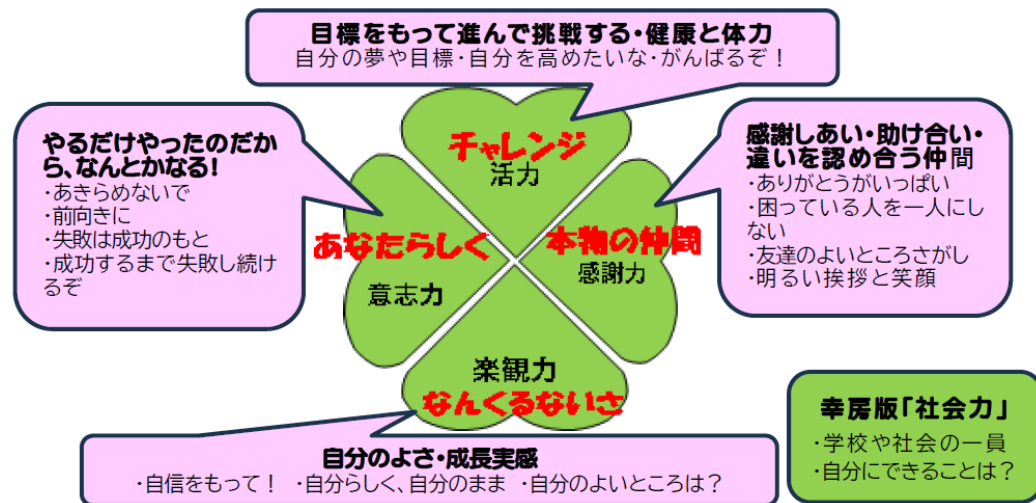 目標をもって進んで挑戦する・健康と体力
自分の夢や目標・自分を高めたいな・がんばるぞ！
やるだけやったのだか
ら、なんとかなる!
・あきらめないで
・前向きに
・失敗は成功のもと
・成功するまで失敗し続け
るぞ
チャレンジ
活力
感謝しあい・助け合い・
違いを認め合う仲間
・ありがとうがいっぱい
・困っている人を一人にし
ない
・友達のよいところさがし
・明るい挨拶と笑顔
あなたらしく
意志力
本物の仲間
感謝力
楽観力
なんくるないさ
幸房版「社会力」
・学校や社会の一員
・自分にできることは？
自分のよさ・成長実感
・自信をもって！ ・自分らしく、自分のまま ・自分のよいところは？